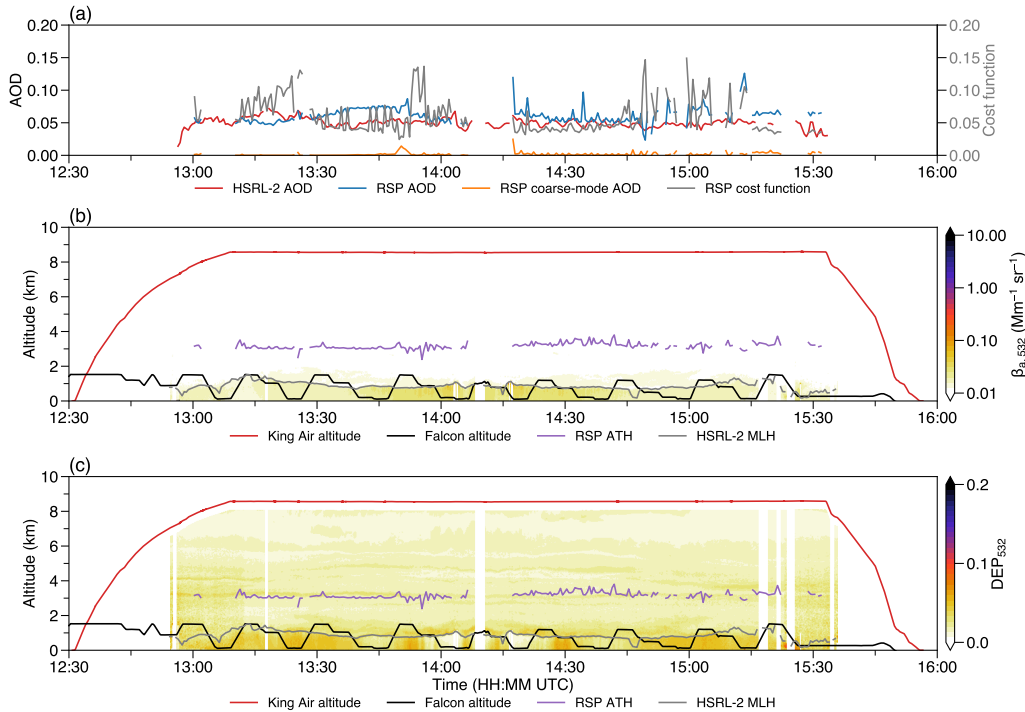 (a)
0.20
0.15
0.10
0.05
0.00
AOD
0.20
0.15
0.10
0.05
0.00
Cost function
12:30 13:00 13:30 14:00 14:30 15:00 15:30 16:00
HSRL-2 AOD RSP AOD RSP coarse-mode AOD RSP cost function
(b)
10
8
6
4
2
0
Altitude (km)
10.00
1.00
0.10
0.01
βa, 532 (Mm−1 sr−1)
12:30 13:00 13:30 14:00 14:30 15:00 15:30 16:00
King Air altitude Falcon altitude RSP ATH HSRL-2 MLH
(c)
10
8
6
4
2
0
Altitude (km)
0.2
0.1
0.0
DEP532
12:30 13:00 13:30 14:00 14:30 15:00 15:30 16:00
Time (HH:MM UTC)
King Air altitude Falcon altitude RSP ATH HSRL-2 MLH